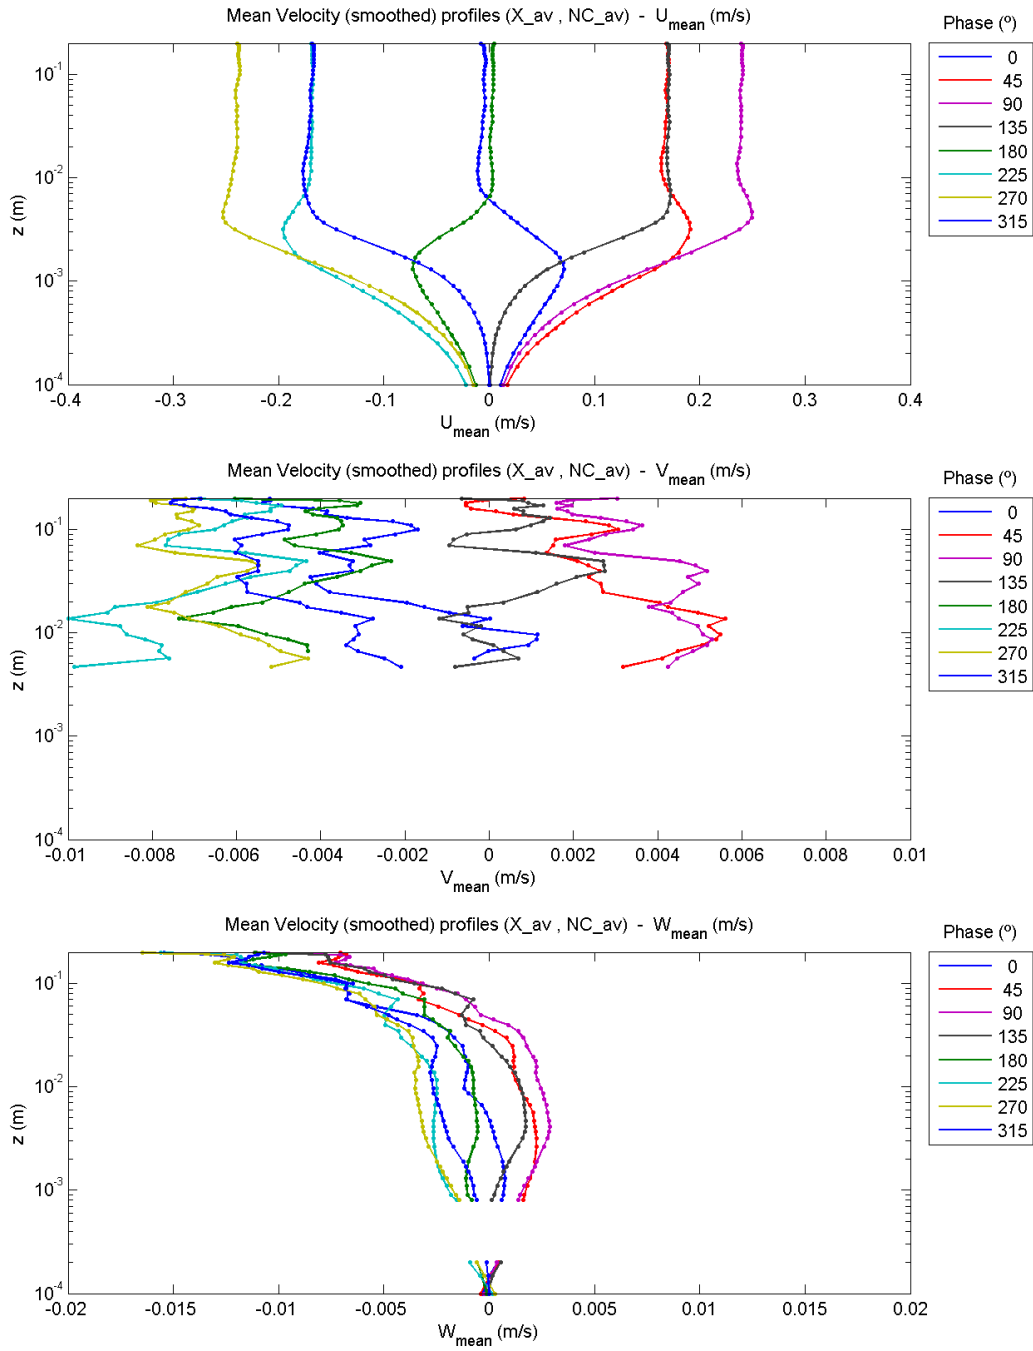 Mean Velocity (smoothed) profiles (X_av , NC_av) - U_mean (m/s)
Phase (º)
0
45
90
135
180
225
270
315
10^-1
10^-2
10^-3
10^-4
z (m)
-0.4 -0.3 -0.2 -0.1 0 0.1 0.2 0.3 0.4
U_mean (m/s)
Mean Velocity (smoothed) profiles (X_av , NC_av) - V_mean (m/s)
Phase (º)
0
45
90
135
180
225
270
315
10^-1
10^-2
10^-3
10^-4
z (m)
-0.01 -0.008 -0.006 -0.004 -0.002 0 0.002 0.004 0.006 0.008 0.01
V_mean (m/s)
Mean Velocity (smoothed) profiles (X_av , NC_av) - W_mean (m/s)
Phase (º)
0
45
90
135
180
225
270
315
10^-1
10^-2
10^-3
10^-4
z (m)
-0.02 -0.015 -0.01 -0.005 0 0.005 0.01 0.015 0.02
W_mean (m/s)